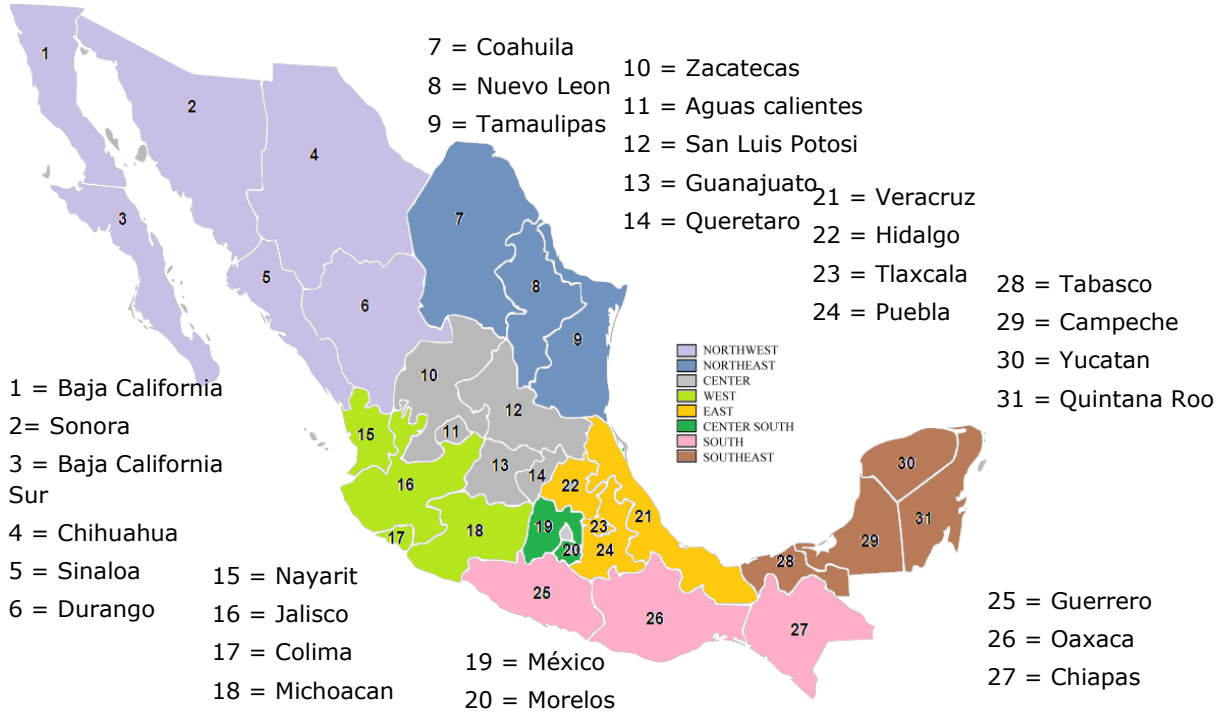 7 = Coahuila
8 = Nuevo Leon
9 = Tamaulipas
10 = Zacatecas
11 = Aguas calientes
12 = San Luis Potosi
13 = Guanajuato
14 = Queretaro
21 = Veracruz
22 = Hidalgo
23 = Tlaxcala
24 = Puebla
28 = Tabasco
29 = Campeche
30 = Yucatan
31 = Quintana Roo
NORTHWEST
NORTHEAST
CENTER
WEST
EAST
CENTER SOUTH
SOUTH
SOUTHEAST
1 = Baja California
2= Sonora
3 = Baja California
Sur
4 = Chihuahua
5 = Sinaloa
6 = Durango
15 = Nayarit
16 = Jalisco
17 = Colima
18 = Michoacan
19 = México
20 = Morelos
25 = Guerrero
26 = Oaxaca
27 = Chiapas
1
2
3
4
5
6
7
8
9
10
11
12
13
14
15
16
17
18
19
20
21
22
23
24
25
26
27
28
29
30
31